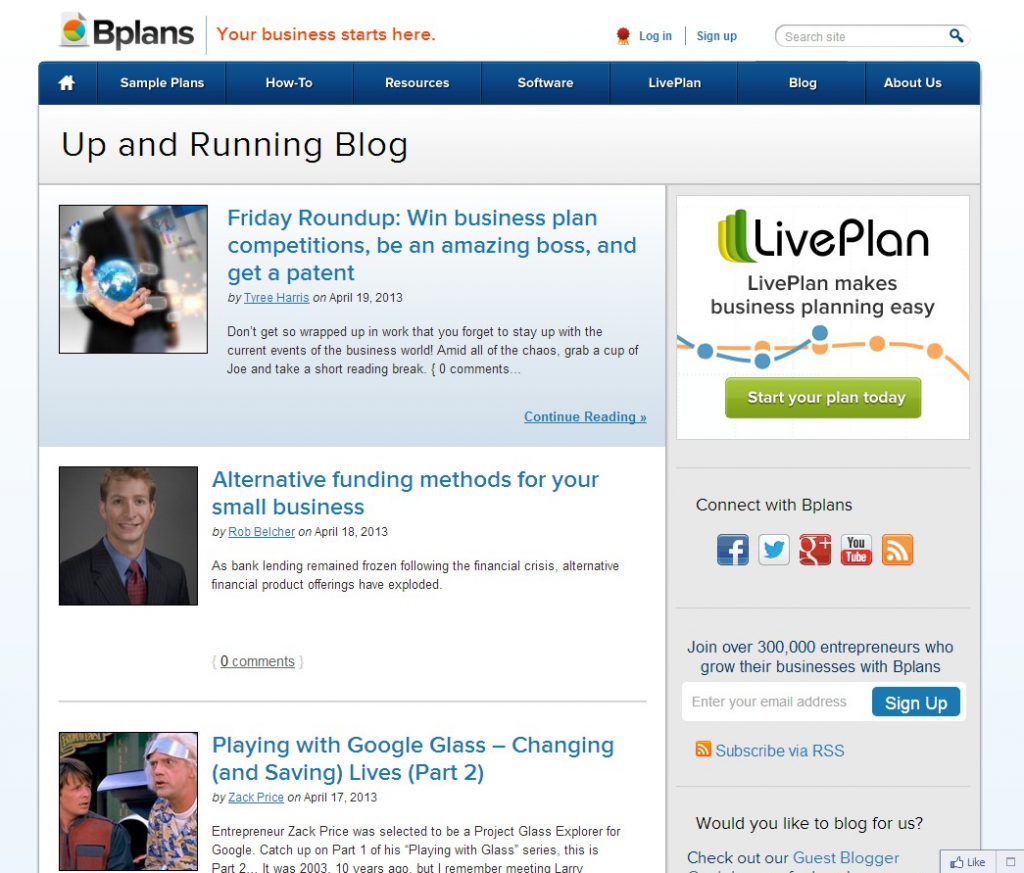 Bplans
Your business starts here.
Log in
Sign up
Search site
Sample Plans
How-To
Resources
Software
LivePlan
Blog
About Us
Up and Running Blog
Friday Roundup: Win business plan
competitions, be an amazing boss, and
get a patent
by Tyree Harris on April 19, 2013
Don't get so wrapped up in work that you forget to stay up with the
current events of the business world! Amid all of the chaos, grab a cup of
Joe and take a short reading break. { 0 comments…
Continue Reading »
Alternative funding methods for your
small business
by Rob Belcher on April 18, 2013
As bank lending remained frozen following the financial crisis, alternative
financial product offerings have exploded.
{ 0 comments }
Playing with Google Glass – Changing
(and Saving) Lives (Part 2)
by Zack Price on April 17, 2013
Entrepreneur Zack Price was selected to be a Project Glass Explorer for
Google. Catch up on Part 1 of his “Playing with Glass” series, this is
Part 2… It was 2003, 10 years ago, but I remember meeting Larry
LivePlan
LivePlan makes
business planning easy
Start your plan today
Connect with Bplans
You
Tube
Join over 300,000 entrepreneurs who
grow their businesses with Bplans
Enter your email address
Sign Up
Subscribe via RSS
Would you like to blog for us?
Check out our Guest Blogger
Like